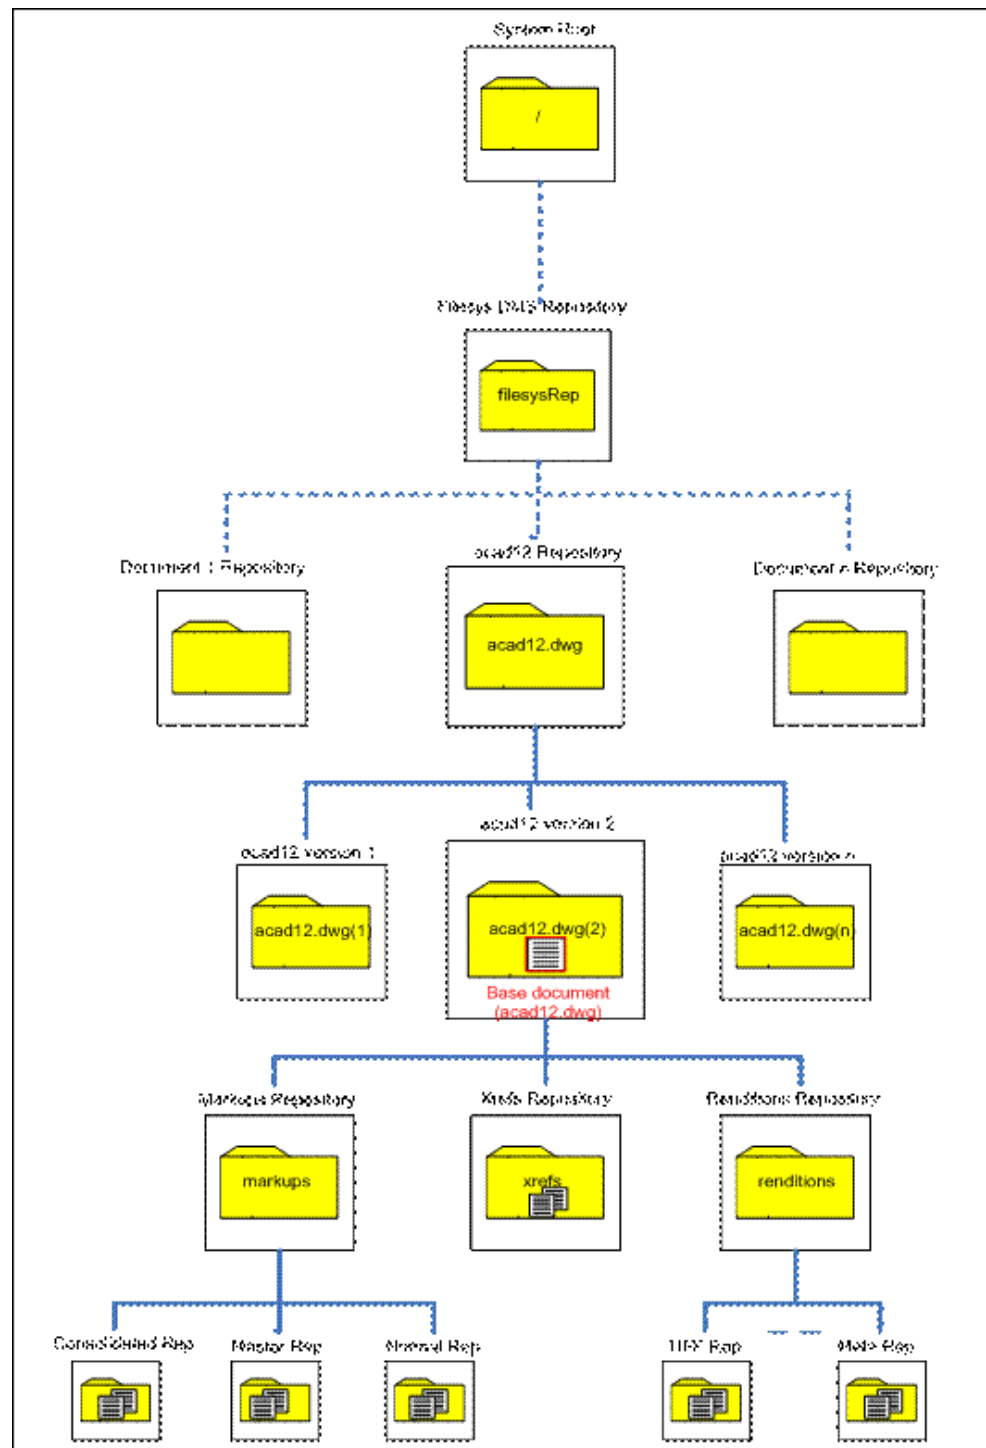 System Root
/
Filesys DMS Repository
filesysRep
acad12 Repository
Document 1 Repository
Document n Repository
acad12.dwg
acad12 version 2
acad12 version 1
acad12 version n
acad12.dwg(1)
acad12.dwg(2)
acad12.dwg(n)
Base document
(acad12.dwg)
Markups Repository
Xrefs Repository
Renditions Repository
markups
xrefs
renditions
Consolidated Rep
Master Rep
Normal Rep
Rep
Meta Rep